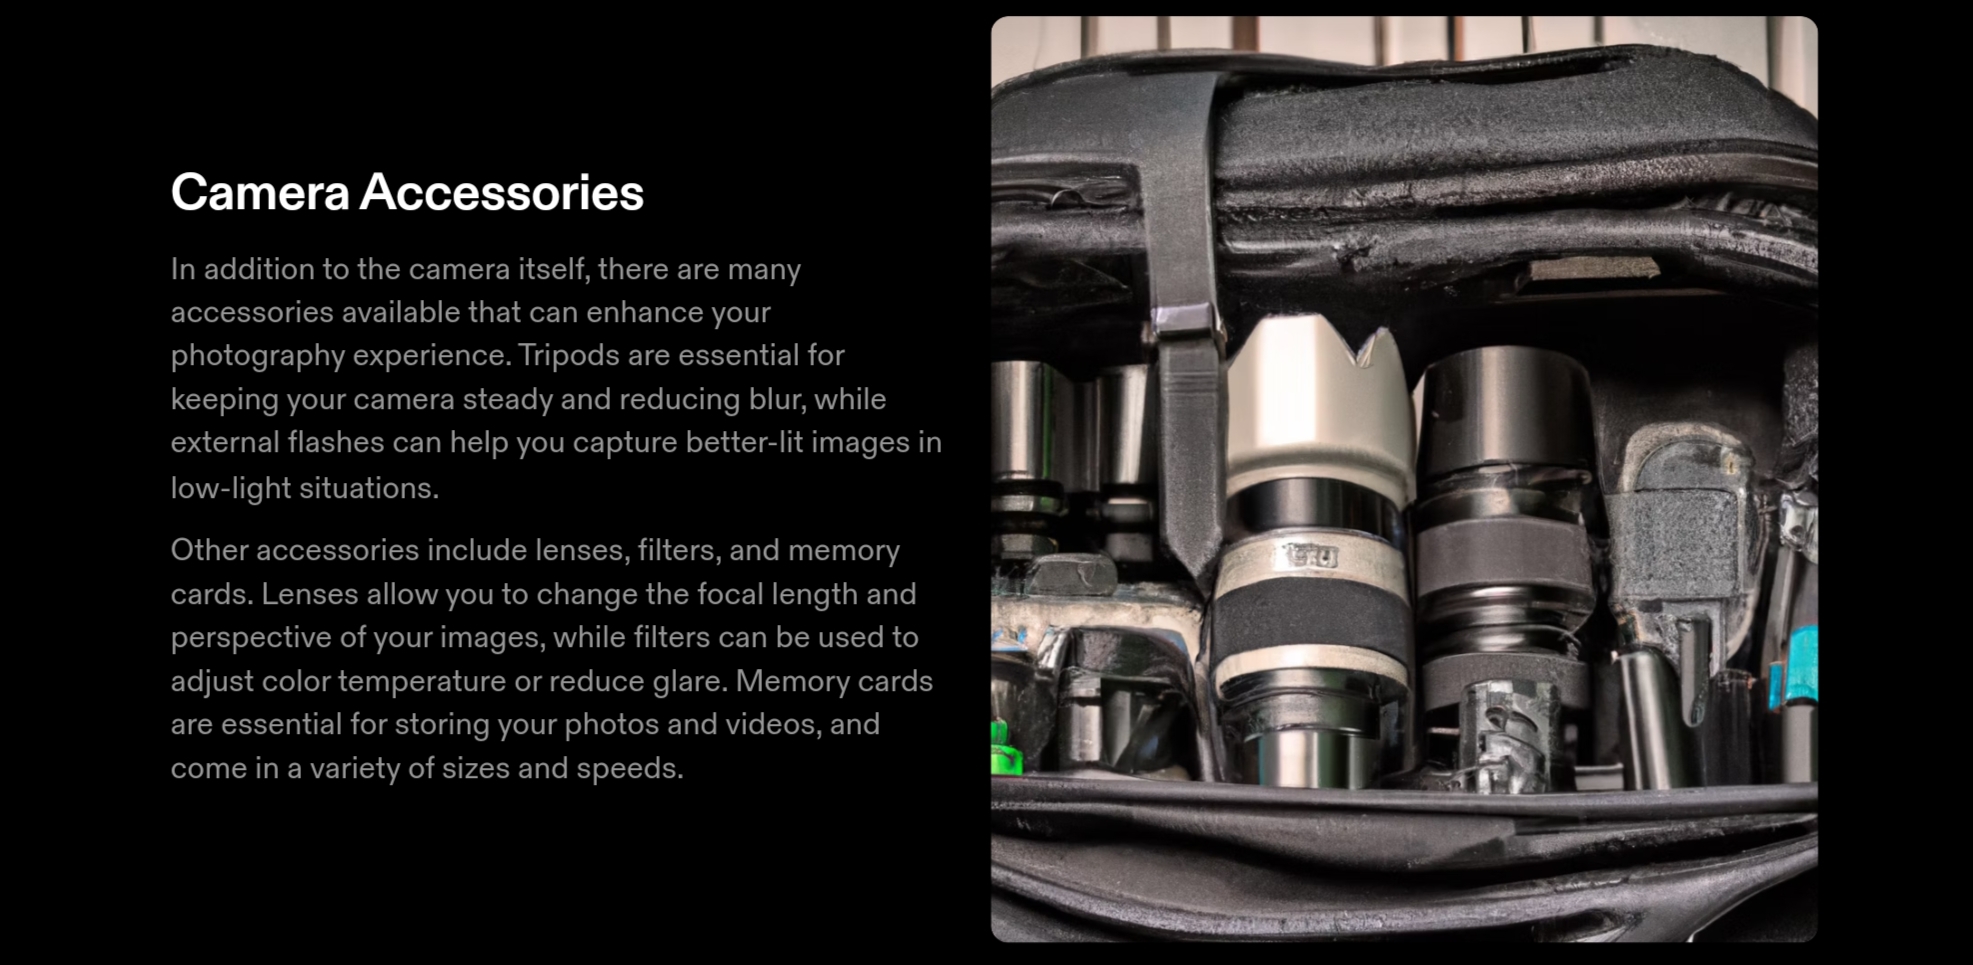 Camera Accessories
In addition to the camera itself, there are many
accessories available that can enhance your
photography experience. Tripods are essential for
keeping your camera steady and reducing blur, while
external flashes can help you capture better-lit images in
low-light situations.
Other accessories include lenses, filters, and memory
cards. Lenses allow you to change the focal length and
perspective of your images, while filters can be used to
adjust color temperature or reduce glare. Memory cards
are essential for storing your photos and videos, and
come in a variety of sizes and speeds.